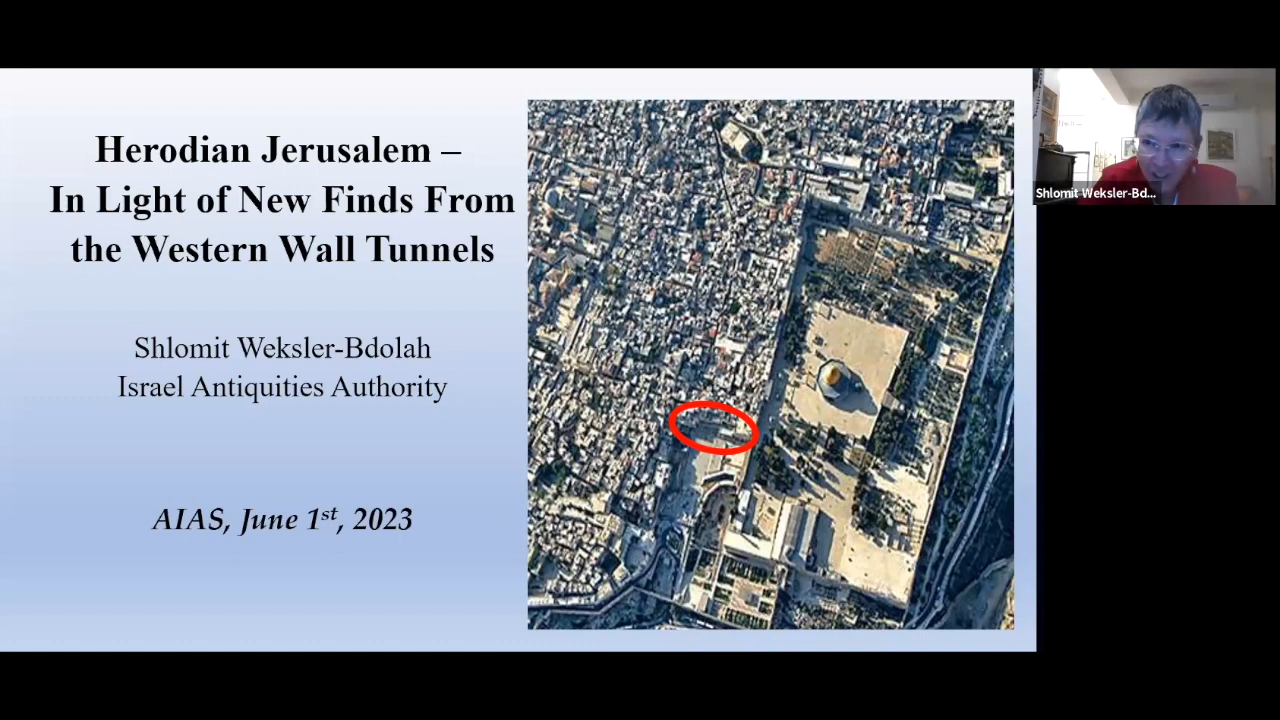 Herodian Jerusalem –
In Light of New Finds From
the Western Wall Tunnels
Shlomit Weksler-Bdolah
Israel Antiquities Authority
AIAS, June 1st, 2023
Shlomit Weksler-Bd...